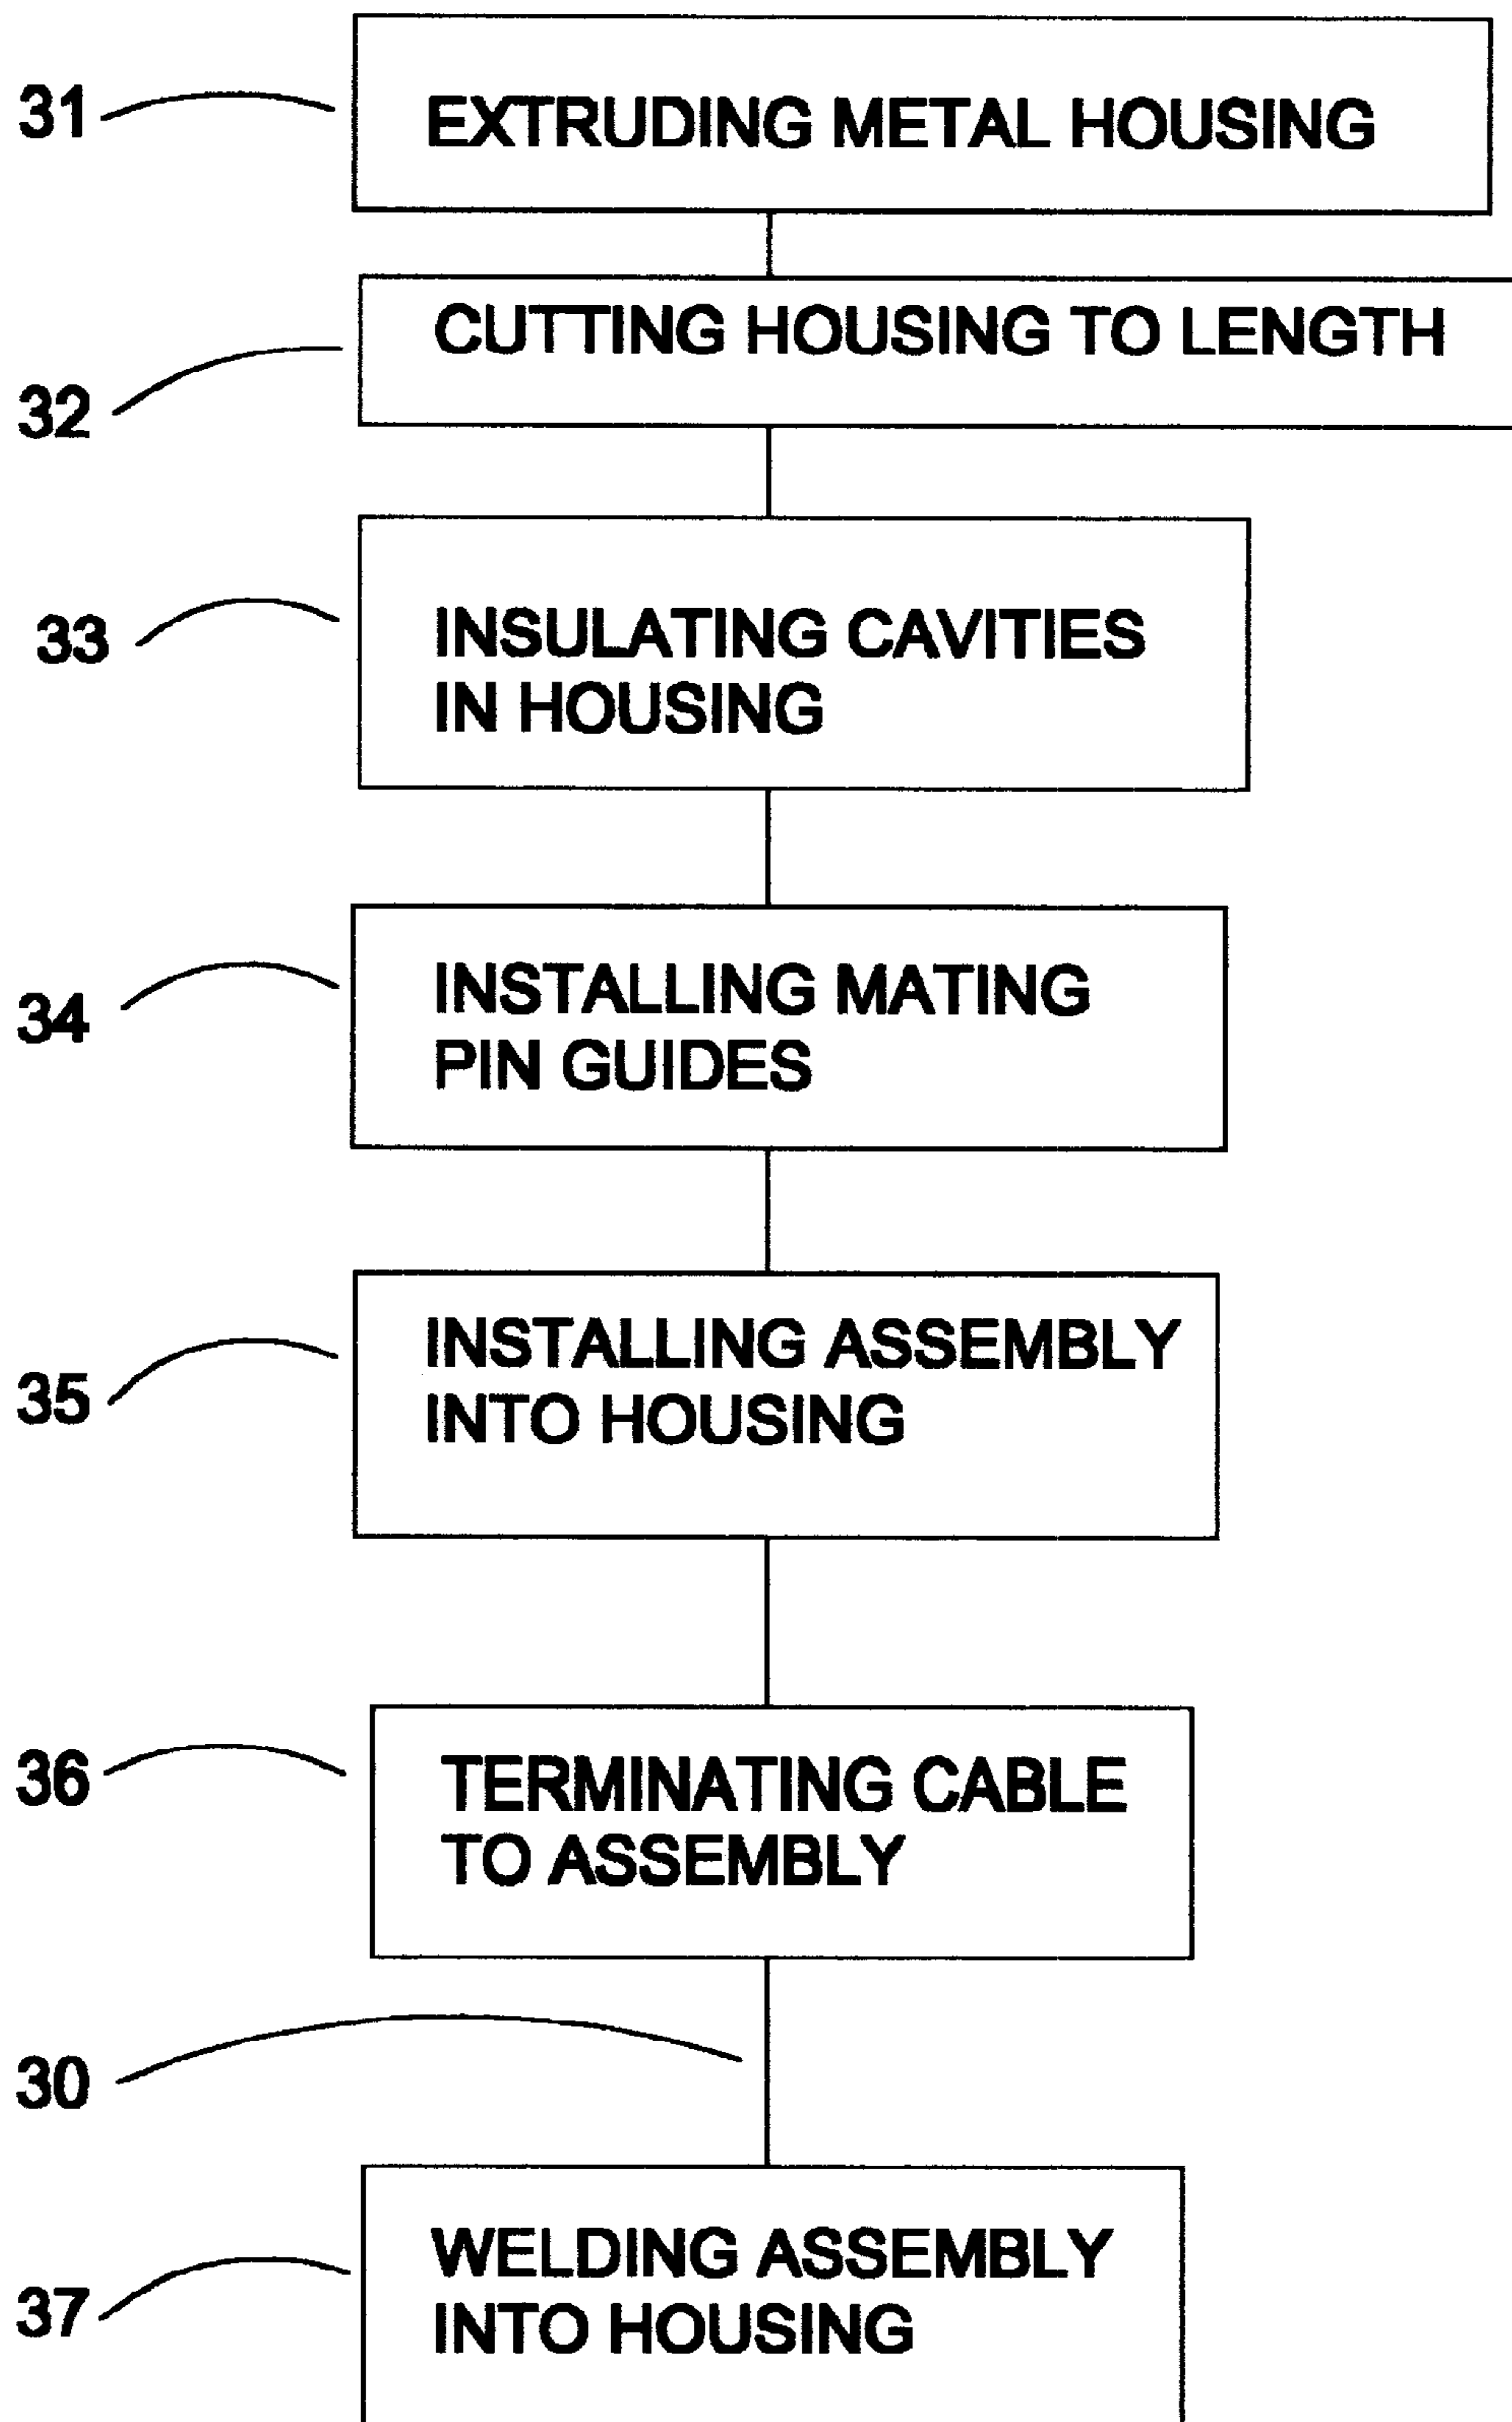 31
EXTRUDING METAL HOUSING
CUTTING HOUSING TO LENGTH
32
33
INSULATING CAVITIES
IN HOUSING
34
INSTALLING MATING
PIN GUIDES
35
INSTALLING ASSEMBLY
INTO HOUSING
36
TERMINATING CABLE
TO ASSEMBLY
30
37
WELDING ASSEMBLY
INTO HOUSING